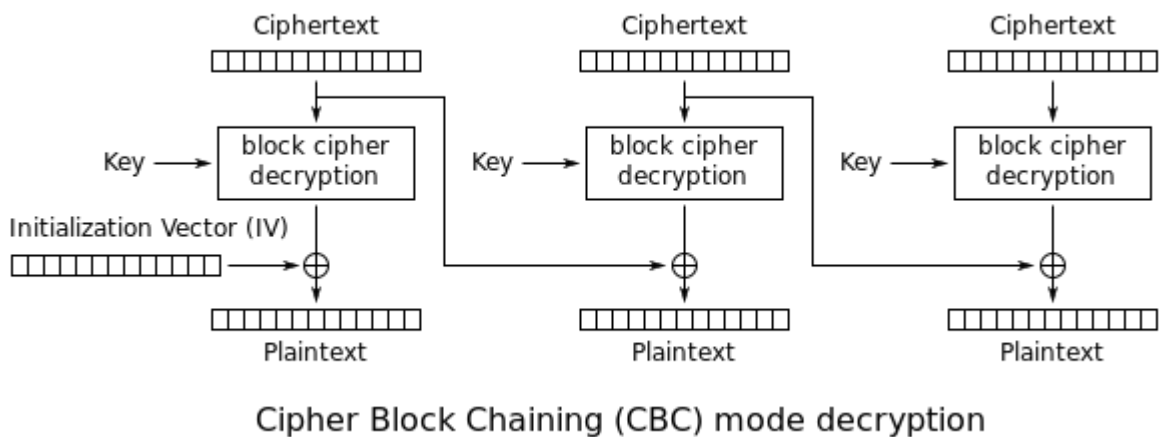 Ciphertext
Ciphertext
Ciphertext
Key
block cipher
decryption
Key
block cipher
decryption
Key
block cipher
decryption
Initialization Vector (IV)
Plaintext
Plaintext
Plaintext
Cipher Block Chaining (CBC) mode decryption